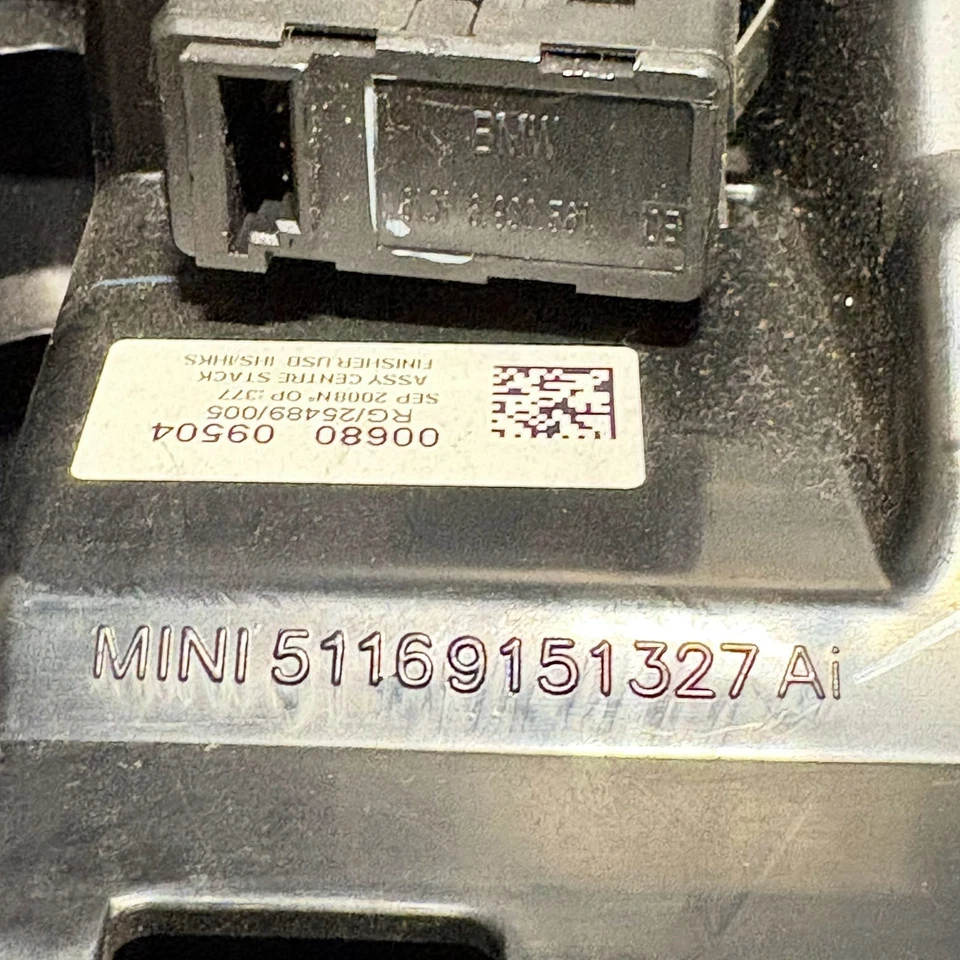 BMW
00680 09504
RG/25489/005
SEP 2008N° OP :377
ASSY CENTRE STACK
FINISHER USB IHS/IHKS
MINI 51169151327 Ai